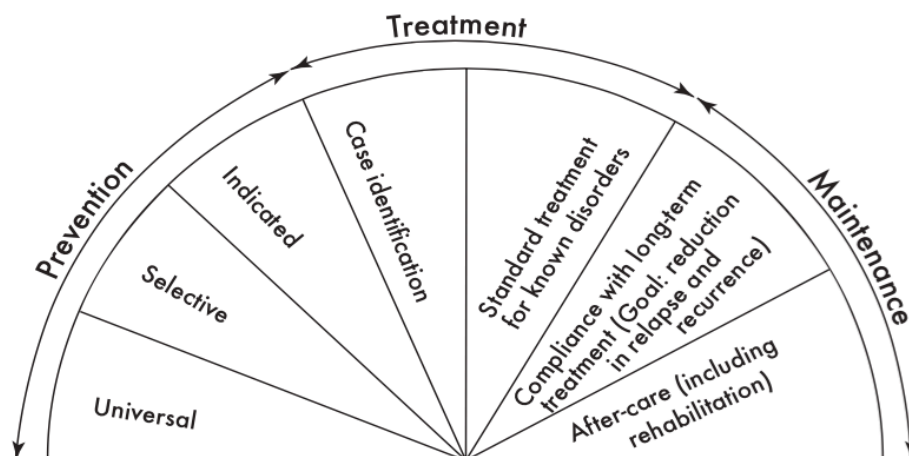 Treatment
Prevention
Maintenance
Universal
Selective
Indicated
Case identification
Standard treatment
for known disorders
Compliance with long-term
treatment (Goal: reduction
in relapse and
recurrence)
After-care (including
rehabilitation)